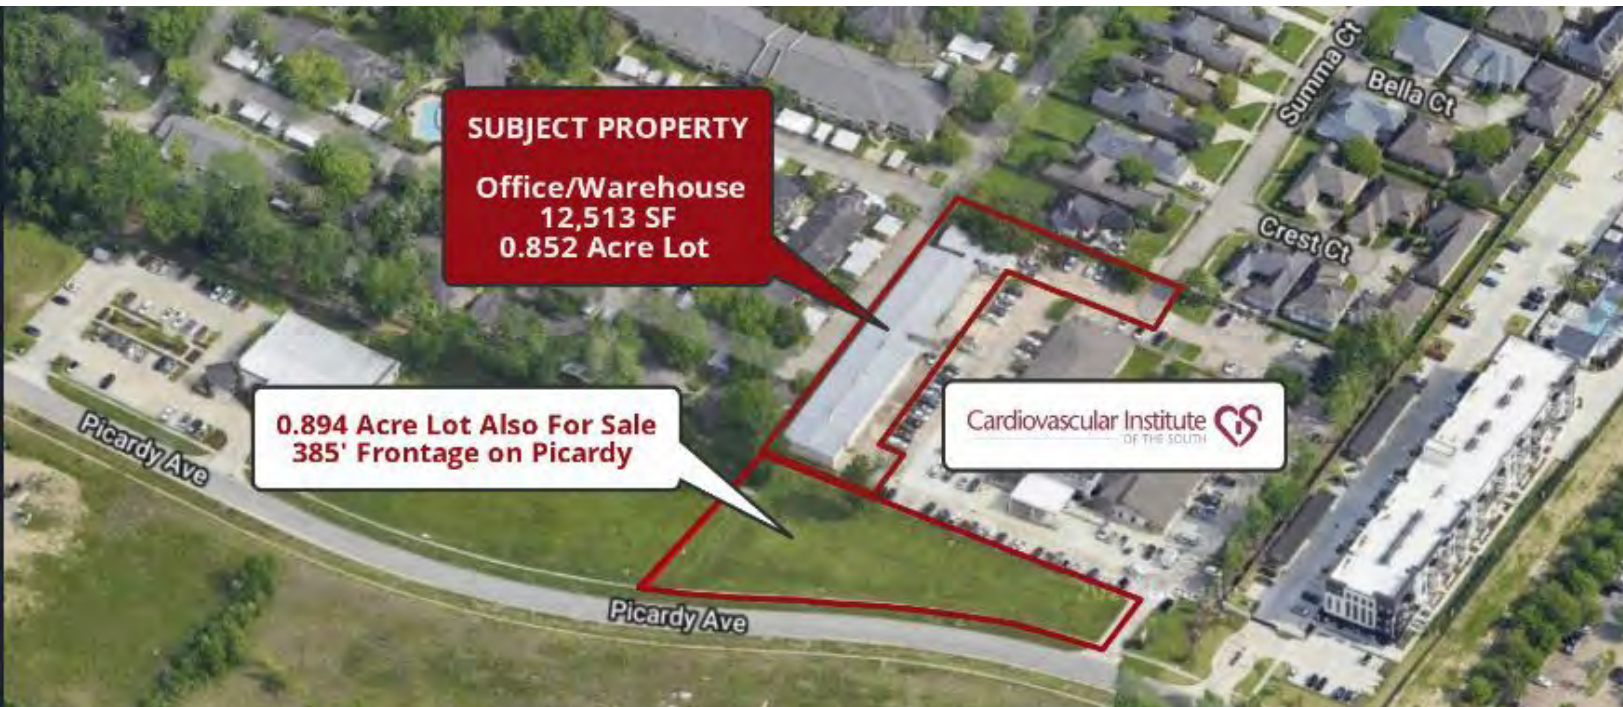 Summa Ct
Bella Ct
SUBJECT PROPERTY
Office/Warehouse
12,513 SF
0.852 Acre Lot
Crest Ct
0.894 Acre Lot Also For Sale
385' Frontage on Picardy
Cardiovascular Institute
OF THE SOUTH
CIS
Picardy Ave
Picardy Ave